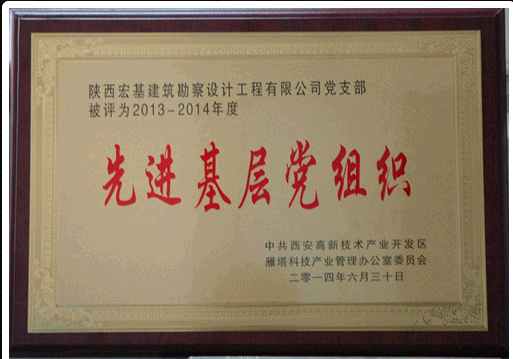 陕西宏基建筑勘察设计工程有限公司党支部
被评为2013-2014年度
先进基层党组织
中共西安高新技术产业开发区
雁塔科技产业管理办公室委员会
二零一四年六月三十日